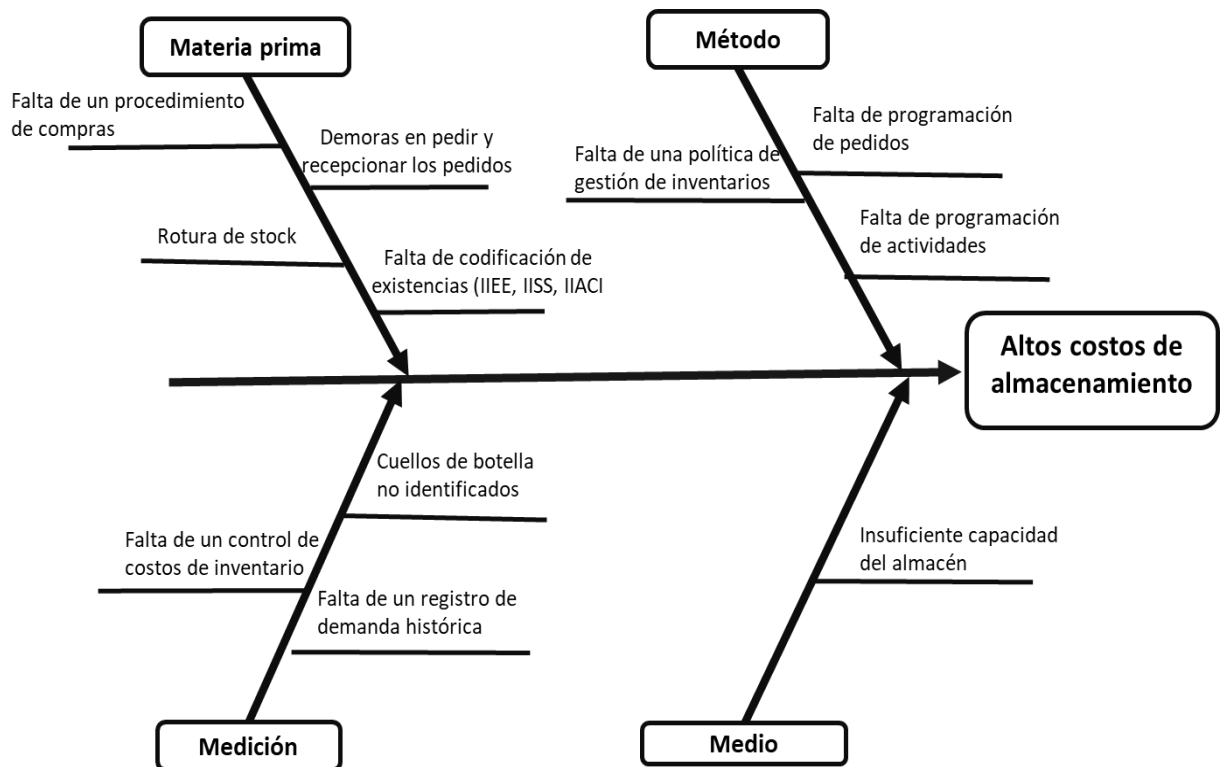 Materia prima
Método
Falta de un procedimiento
de compras
Demoras en pedir y
recepcionar los pedidos
Rotura de stock
Falta de codificación de
existencias (IIEE, IISS, IIACI
Falta de programación
de pedidos
Falta de una política de
gestión de inventarios
Falta de programación
de actividades
Altos costos de
almacenamiento
Cuellos de botella
no identificados
Falta de un control de
costos de inventario
Falta de un registro de
demanda histórica
Insuficiente capacidad
del almacén
Medición
Medio